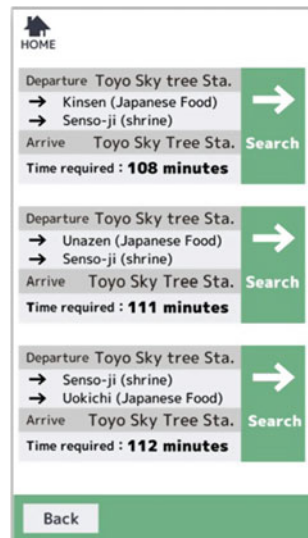 HOME
Departure Toyo Sky tree Sta.
→ Kinsen (Japanese Food)
→ Senso-ji (shrine)
Arrive Toyo Sky Tree Sta.
Time required : 108 minutes
Search
Departure Toyo Sky tree Sta.
→ Unazen (Japanese Food)
→ Senso-ji (shrine)
Arrive Toyo Sky Tree Sta.
Time required : 111 minutes
Search
Departure Toyo Sky tree Sta.
→ Senso-ji (shrine)
→ Uokichi (Japanese Food)
Arrive Toyo Sky Tree Sta.
Time required : 112 minutes
Search
Back